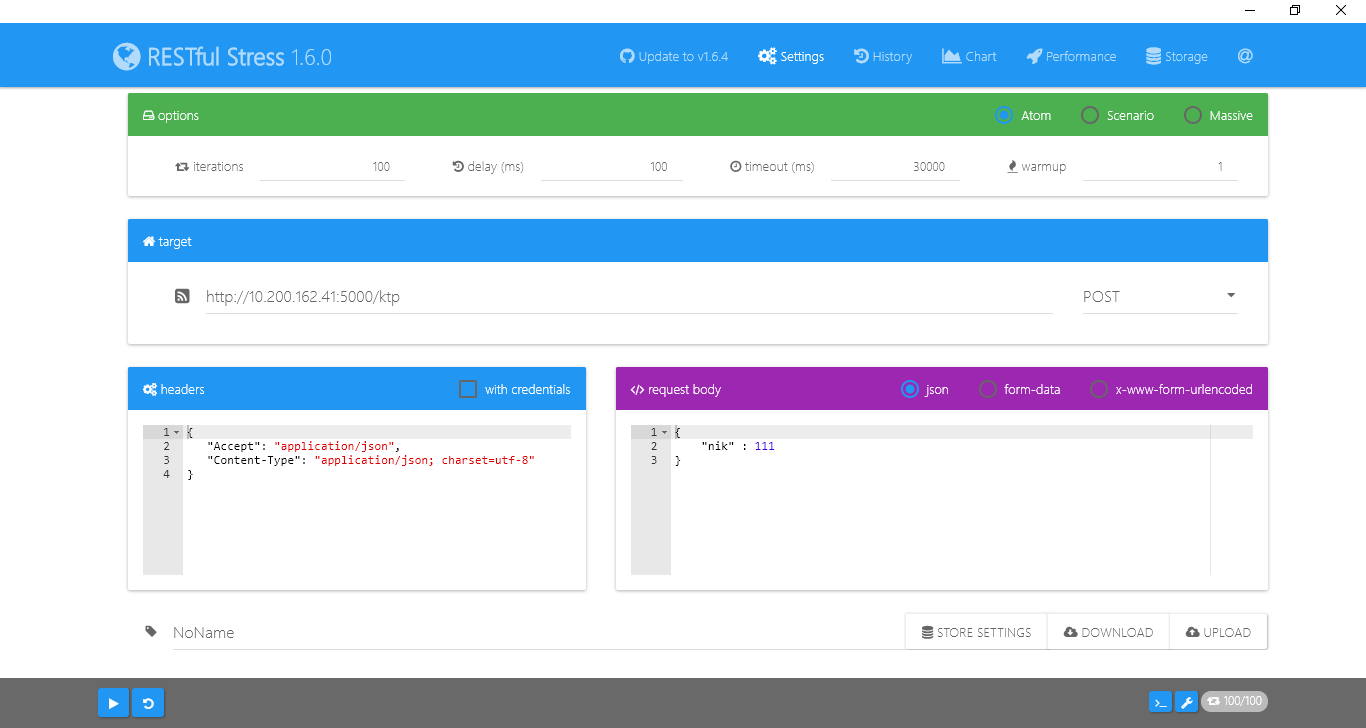 RESTful Stress 1.6.0 Update to v1.6.4 Settings History Chart Performance Storage @
options Atom Scenario Massive
iterations 100 delay (ms) 100 timeout (ms) 30000 warmup 1
target
http://10.200.162.41:5000/ktp POST
headers with credentials
1 {
2 "Accept": "application/json",
3 "Content-Type": "application/json; charset=utf-8"
4 }
</> request body json form-data x-www-form-urlencoded
1 {
2 "nik" : 111
3 }
NoName STORE SETTINGS DOWNLOAD UPLOAD
>_ 100/100